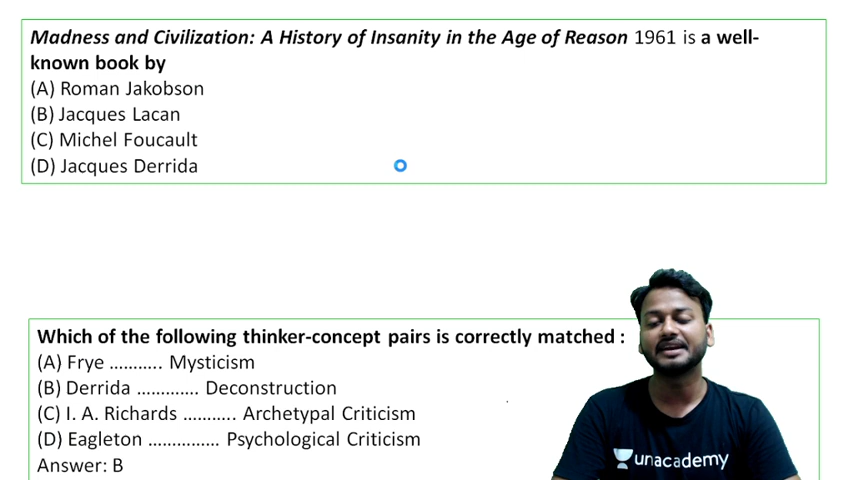 Madness and Civilization: A History of Insanity in the Age of Reason 1961 is a well-
known book by
(A) Roman Jakobson
(B) Jacques Lacan
(C) Michel Foucault
(D) Jacques Derrida
Which of the following thinker-concept pairs is correctly matched :
(A) Frye ........... Mysticism
(B) Derrida ............. Deconstruction
(C) I. A. Richards ........... Archetypal Criticism
(D) Eagleton ............... Psychological Criticism
Answer: B
unacademy